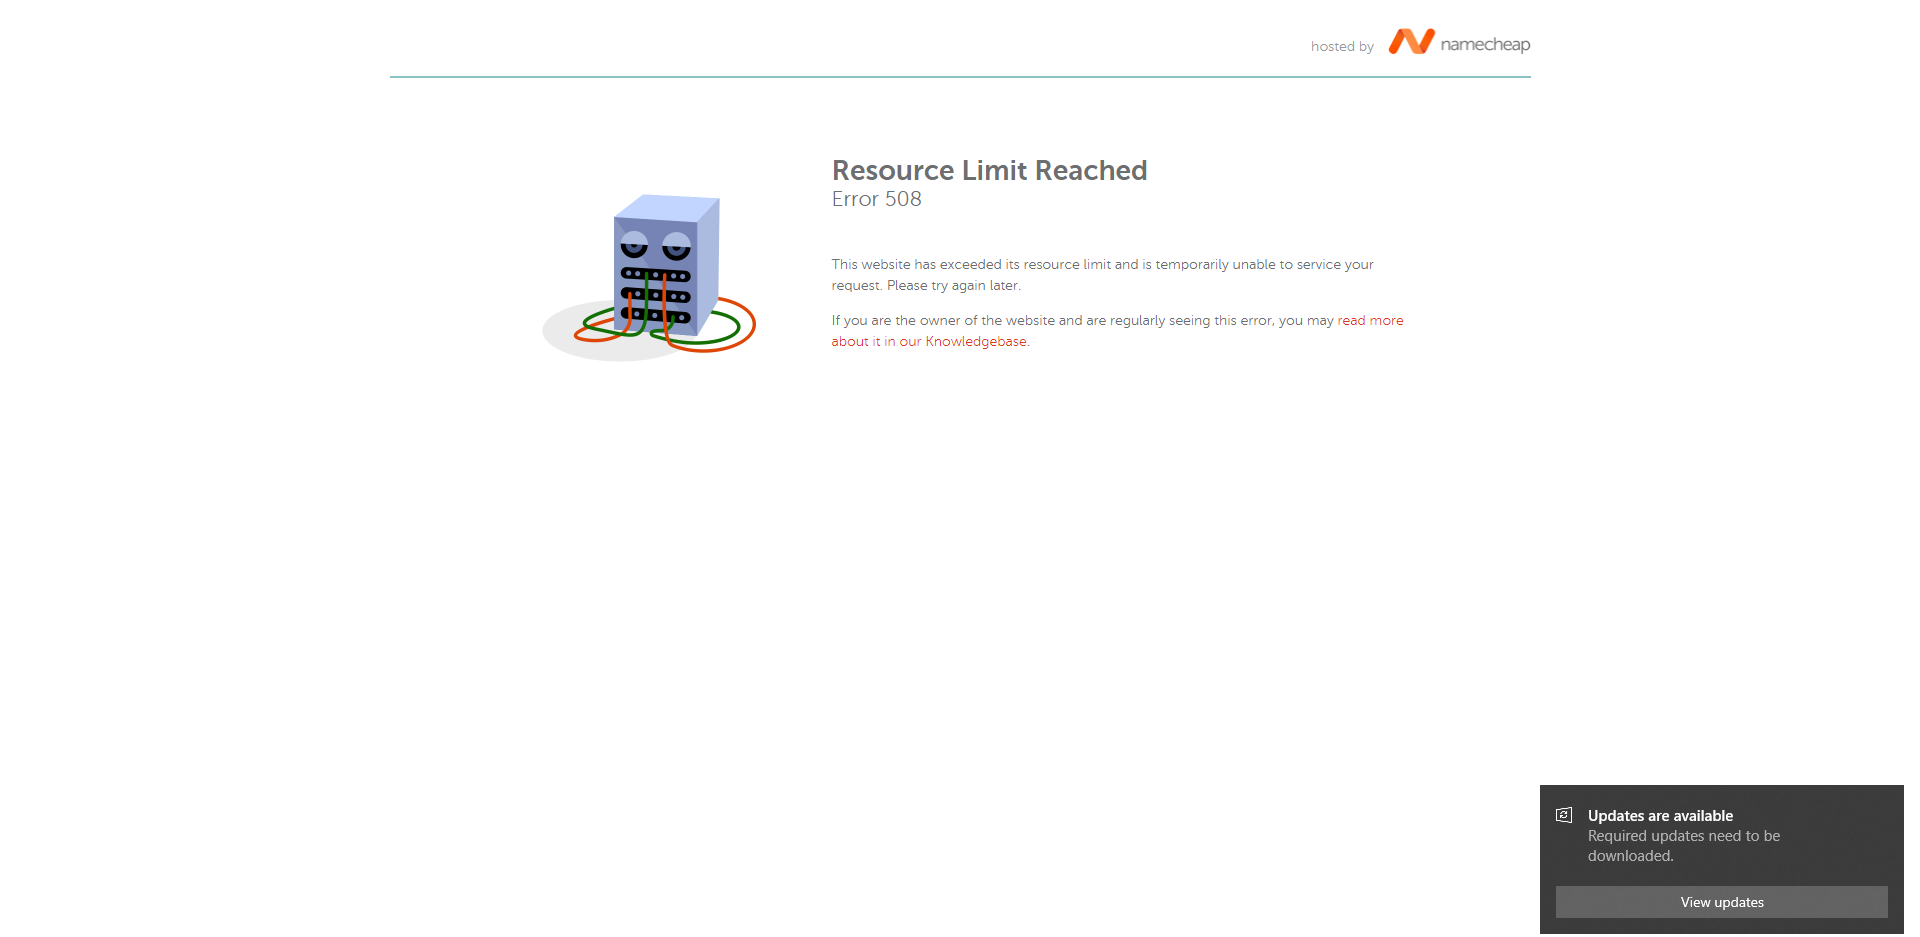 hosted by namecheap
Resource Limit Reached
Error 508
This website has exceeded its resource limit and is temporarily unable to service your
request. Please try again later.
If you are the owner of the website and are regularly seeing this error, you may read more
about it in our Knowledgebase.
Updates are available
Required updates need to be
downloaded.
View updates